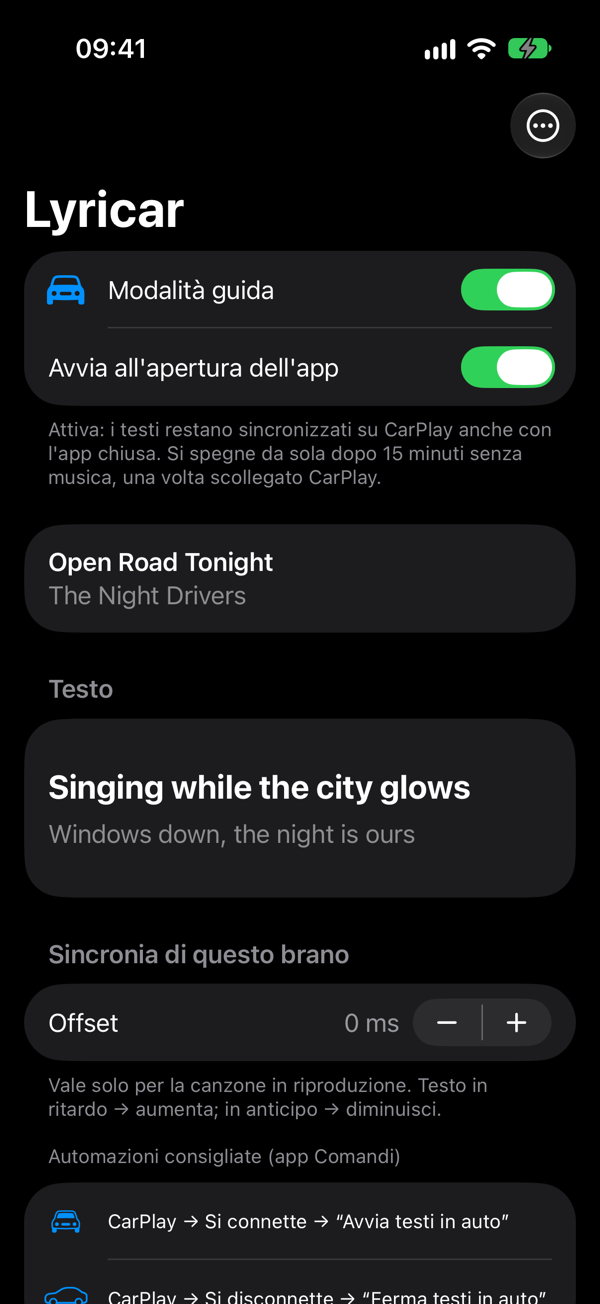 09:41
Lyricar
Modalità guida
Avvia all'apertura dell'app
Attiva: i testi restano sincronizzati su CarPlay anche con
l'app chiusa. Si spegne da sola dopo 15 minuti senza
musica, una volta scollegato CarPlay.
Open Road Tonight
The Night Drivers
Testo
Singing while the city glows
Windows down, the night is ours
Sincronia di questo brano
Offset 0 ms − +
Vale solo per la canzone in riproduzione. Testo in
ritardo → aumenta; in anticipo → diminuisci.
Automazioni consigliate (app Comandi)
CarPlay → Si connette → “Avvia testi in auto”
CarPlay → Si disconnette → “Ferma testi in auto”